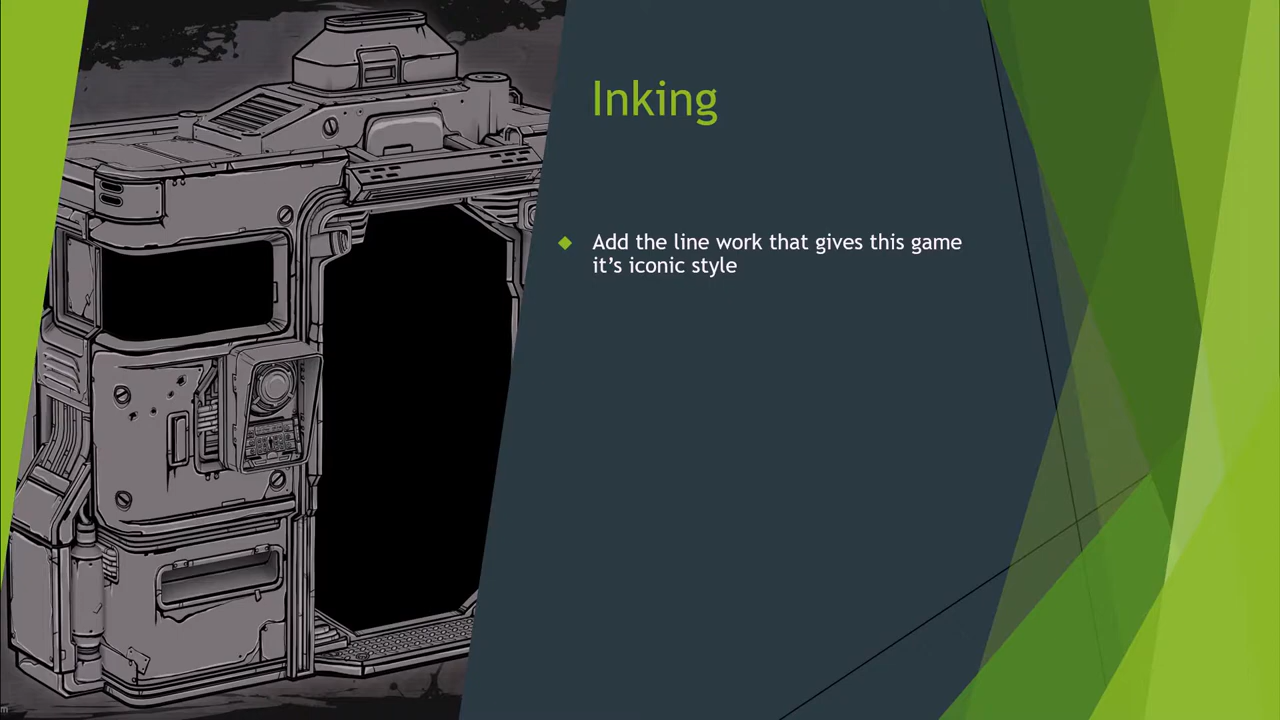 Inking
Add the line work that gives this game
it’s iconic style